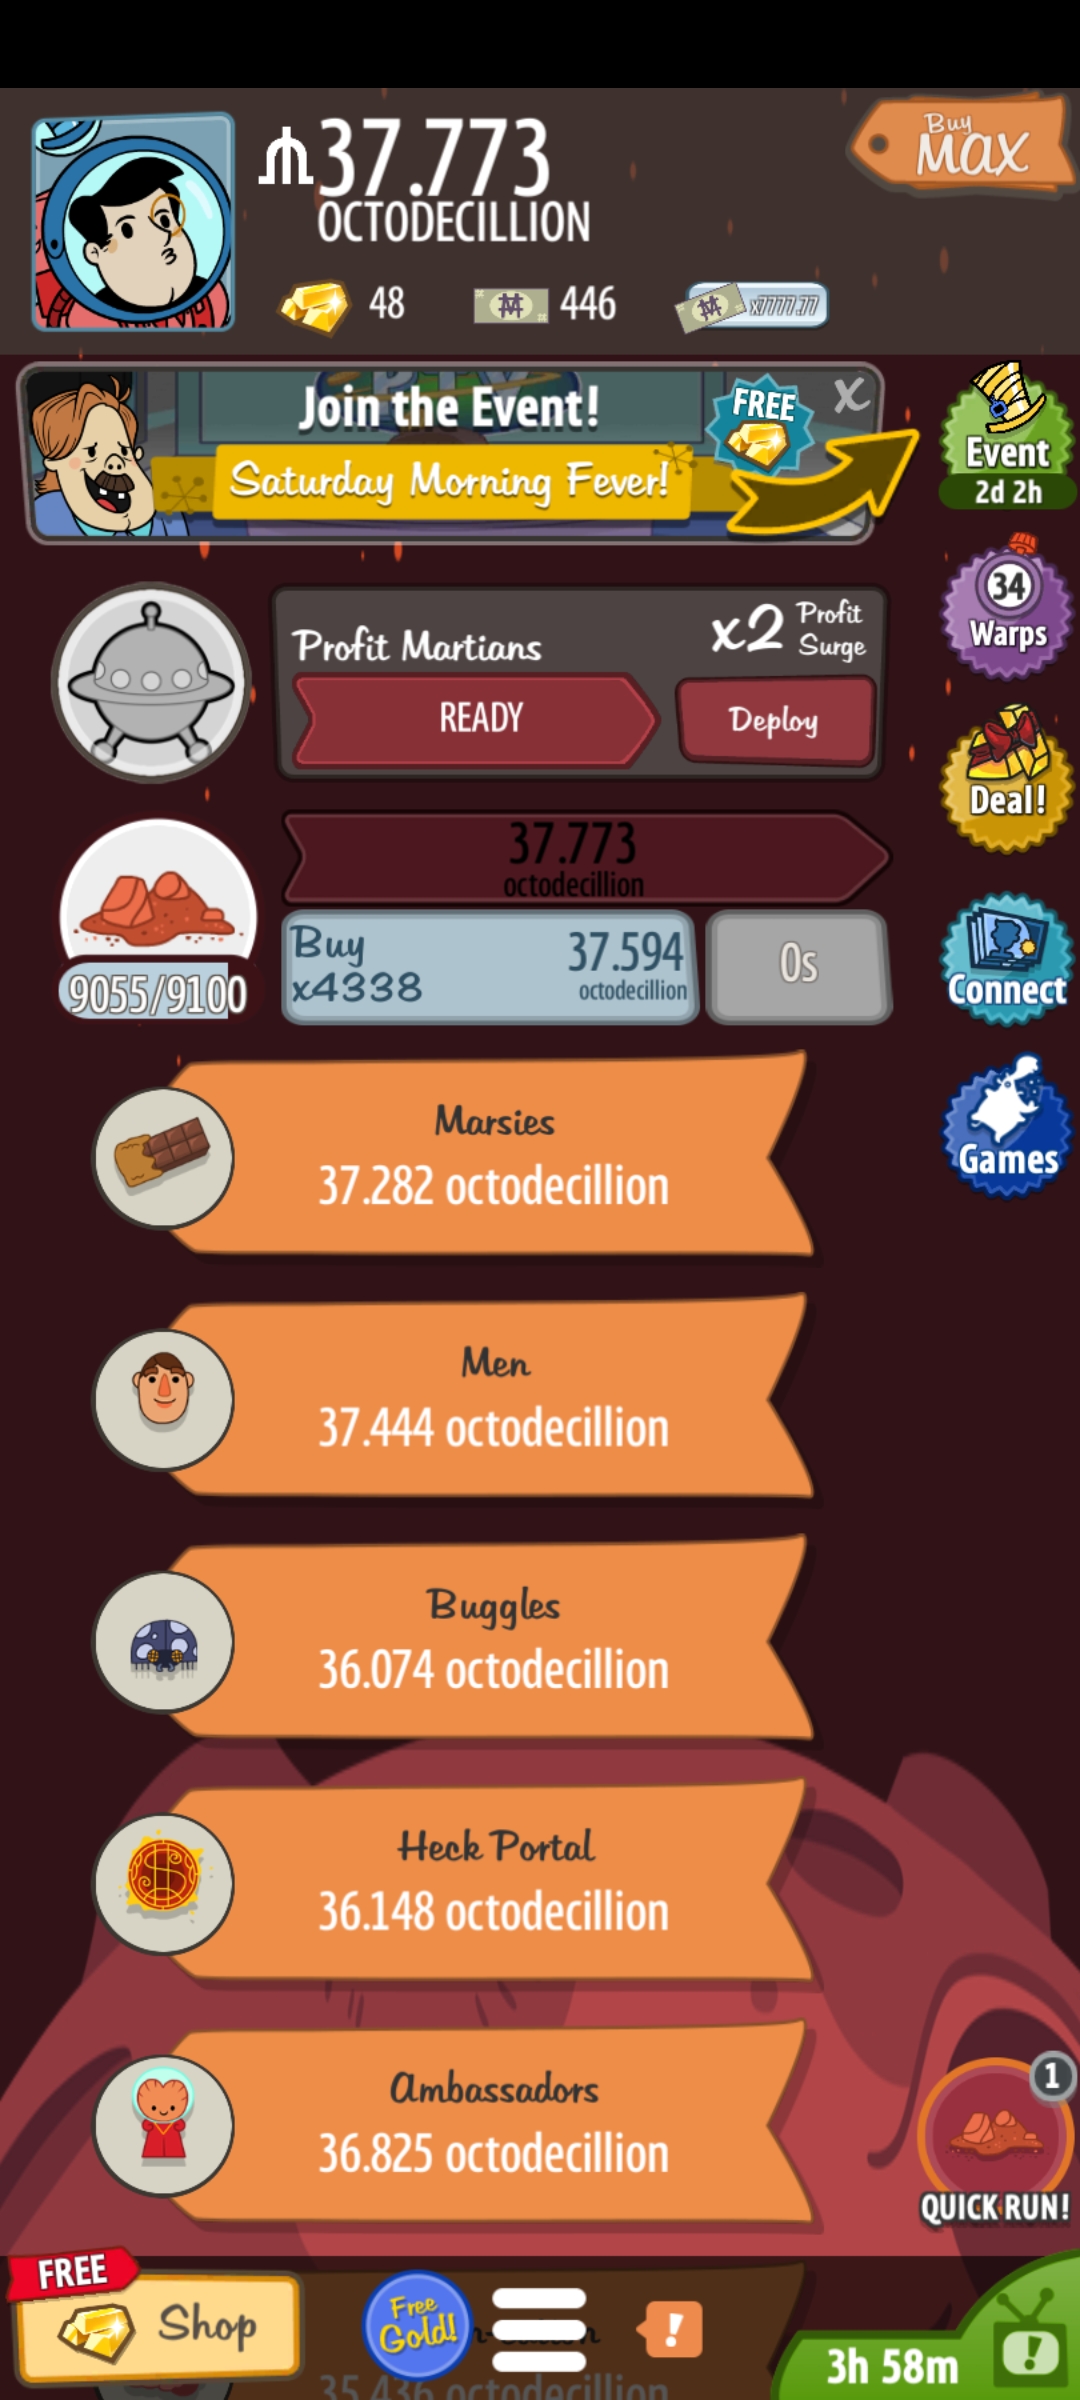 37.773
OCTODECILLION
Buy
MAX
48
446
x7777.77
Join the Event!
FREE
X
Saturday Morning Fever!
Event
2d 2h
34
Warps
Profit Martians
x2 Profit
Surge
READY
Deploy
Deal!
37.773
octodecillion
Buy
x4338
37.594
octodecillion
0s
9055/9100
Connect
Games
Marsies
37.282 octodecillion
Men
37.444 octodecillion
Buggles
36.074 octodecillion
Heck Portal
36.148 octodecillion
Ambassadors
36.825 octodecillion
1
QUICK RUN!
FREE
Shop
Free
Gold!
!
3h 58m
!
35.436 octodecillion